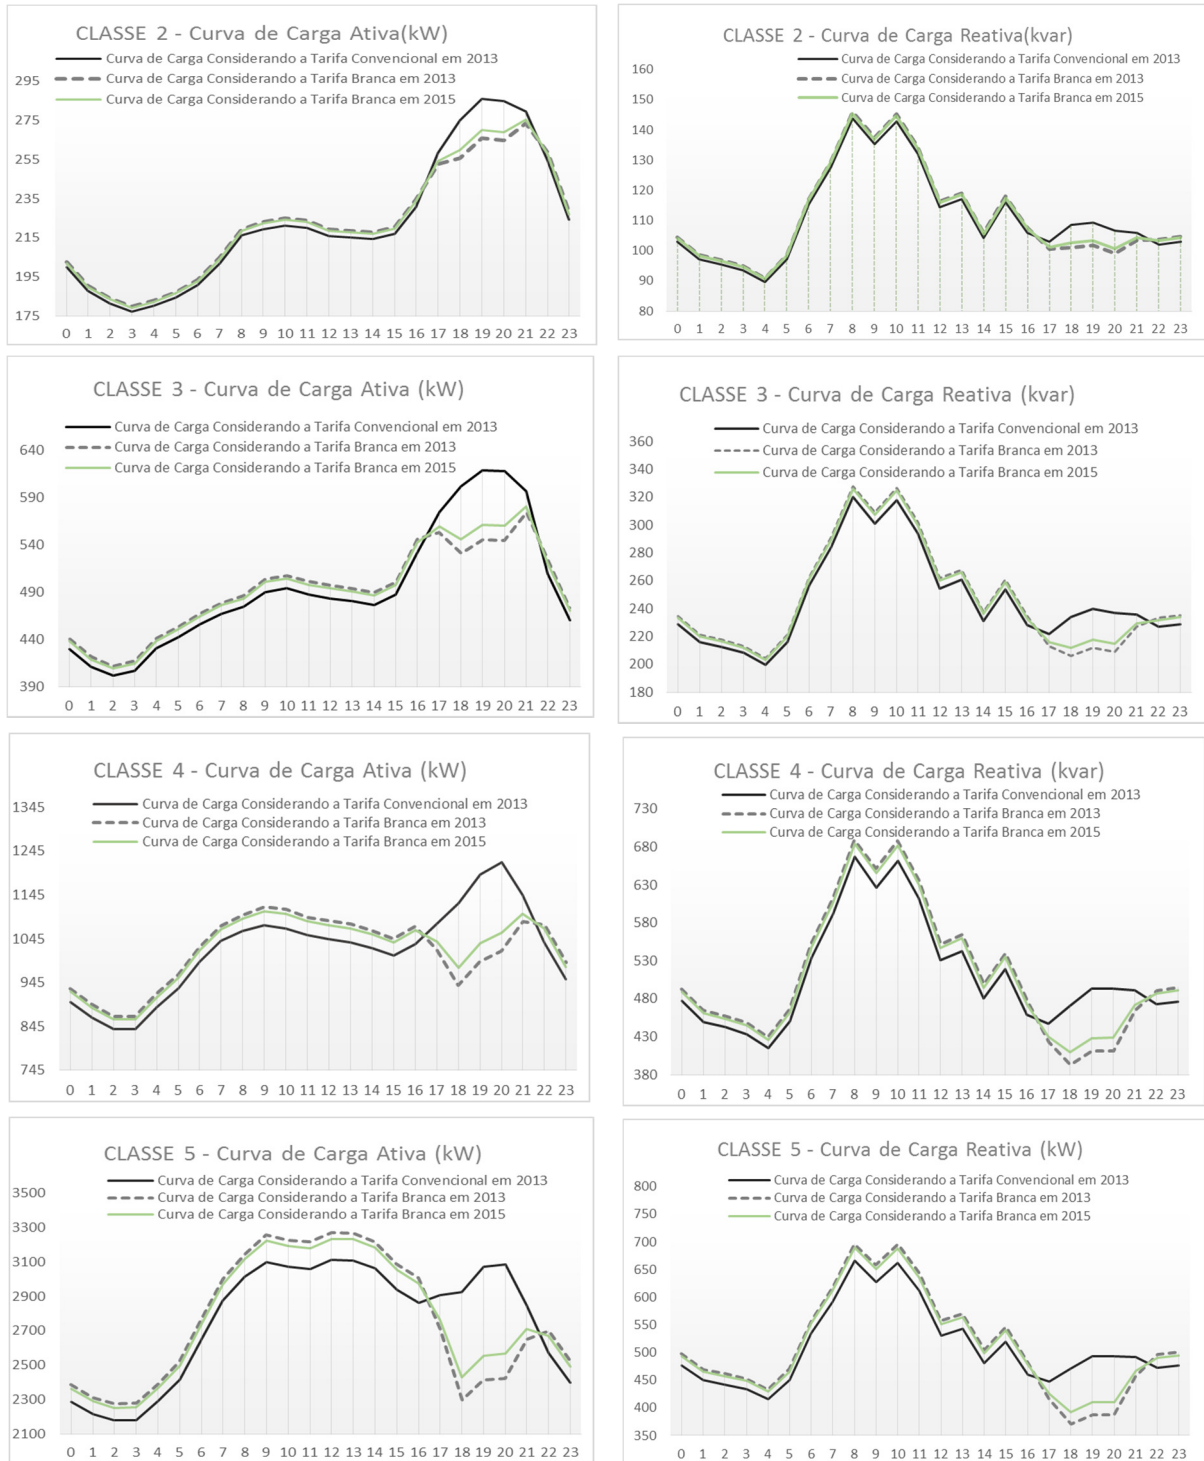 CLASSE 2 - Curva de Carga Ativa(kW)
Curva de Carga Considerando a Tarifa Convencional em 2013
Curva de Carga Considerando a Tarifa Branca em 2013
Curva de Carga Considerando a Tarifa Branca em 2015
295
275
255
235
215
195
175
0 1 2 3 4 5 6 7 8 9 10 11 12 13 14 15 16 17 18 19 20 21 22 23
CLASSE 2 - Curva de Carga Reativa(kvar)
Curva de Carga Considerando a Tarifa Convencional em 2013
Curva de Carga Considerando a Tarifa Branca em 2013
Curva de Carga Considerando a Tarifa Branca em 2015
160
150
140
130
120
110
100
90
80
0 1 2 3 4 5 6 7 8 9 10 11 12 13 14 15 16 17 18 19 20 21 22 23
CLASSE 3 - Curva de Carga Ativa (kW)
Curva de Carga Considerando a Tarifa Convencional em 2013
Curva de Carga Considerando a Tarifa Branca em 2013
Curva de Carga Considerando a Tarifa Branca em 2015
640
590
540
490
440
390
0 1 2 3 4 5 6 7 8 9 10 11 12 13 14 15 16 17 18 19 20 21 22 23
CLASSE 3 - Curva de Carga Reativa (kvar)
Curva de Carga Considerando a Tarifa Convencional em 2013
Curva de Carga Considerando a Tarifa Branca em 2013
Curva de Carga Considerando a Tarifa Branca em 2015
360
340
320
300
280
260
240
220
200
180
0 1 2 3 4 5 6 7 8 9 10 11 12 13 14 15 16 17 18 19 20 21 22 23
CLASSE 4 - Curva de Carga Ativa (kW)
Curva de Carga Considerando a Tarifa Convencional em 2013
Curva de Carga Considerando a Tarifa Branca em 2013
Curva de Carga Considerando a Tarifa Branca em 2015
1345
1245
1145
1045
945
845
745
0 1 2 3 4 5 6 7 8 9 10 11 12 13 14 15 16 17 18 19 20 21 22 23
CLASSE 4 - Curva de Carga Reativa (kvar)
Curva de Carga Considerando a Tarifa Convencional em 2013
Curva de Carga Considerando a Tarifa Branca em 2013
Curva de Carga Considerando a Tarifa Branca em 2015
730
680
630
580
530
480
430
380
0 1 2 3 4 5 6 7 8 9 10 11 12 13 14 15 16 17 18 19 20 21 22 23
CLASSE 5 - Curva de Carga Ativa (kW)
Curva de Carga Considerando a Tarifa Convencional em 2013
Curva de Carga Considerando a Tarifa Branca em 2013
Curva de Carga Considerando a Tarifa Branca em 2015
3500
3300
3100
2900
2700
2500
2300
2100
0 1 2 3 4 5 6 7 8 9 10 11 12 13 14 15 16 17 18 19 20 21 22 23
CLASSE 5 - Curva de Carga Reativa (kW)
Curva de Carga Considerando a Tarifa Convencional em 2013
Curva de Carga Considerando a Tarifa Branca em 2013
Curva de Carga Considerando a Tarifa Branca em 2015
800
750
700
650
600
550
500
450
400
350
0 1 2 3 4 5 6 7 8 9 10 11 12 13 14 15 16 17 18 19 20 21 22 23